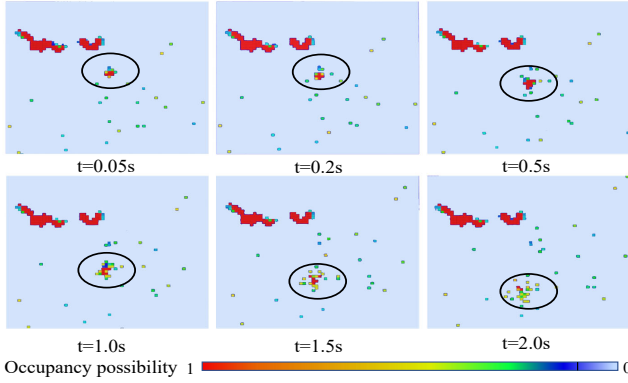 t=0.05s
t=0.2s
t=0.5s
t=1.0s
t=1.5s
t=2.0s
Occupancy possibility 1 0